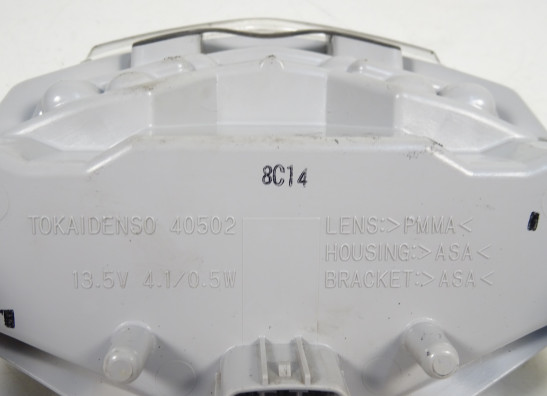 8C14
TOKAIDENSO 40502
13.5V 4.1/0.5W
LENS:>PMMA<
HOUSING:>ASA<
BRACKET:>ASA<